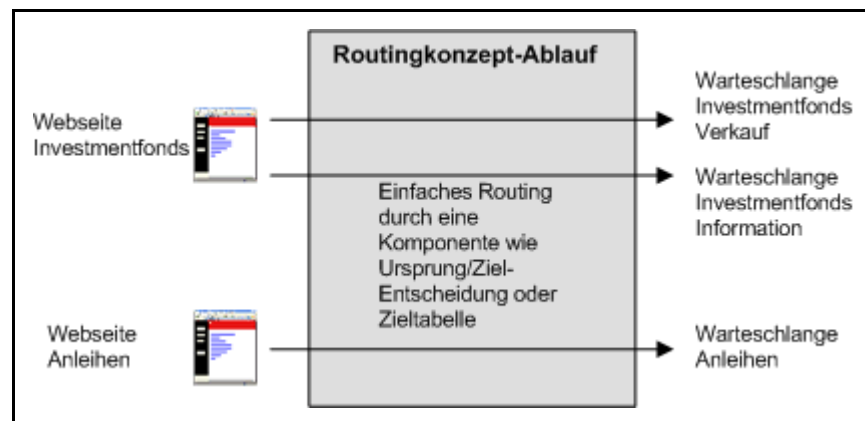 Routingkonzept-Ablauf
Webseite
Investmentfonds
Warteschlange
Investmentfonds
Verkauf
Warteschlange
Investmentfonds
Information
Einfaches Routing
durch eine
Komponente wie
Ursprung/Ziel-
Entscheidung oder
Zieltabelle
Webseite
Anleihen
Warteschlange
Anleihen